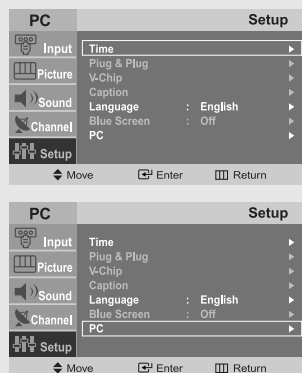 PC Setup
Input
Picture
Sound
Channel
Setup
Time
Plug & Plug
V-Chip
Caption
Language : English
Blue Screen : Off
PC
Move Enter Return
PC Setup
Input
Picture
Sound
Channel
Setup
Time
Plug & Plug
V-Chip
Caption
Language : English
Blue Screen : Off
PC
Move Enter Return